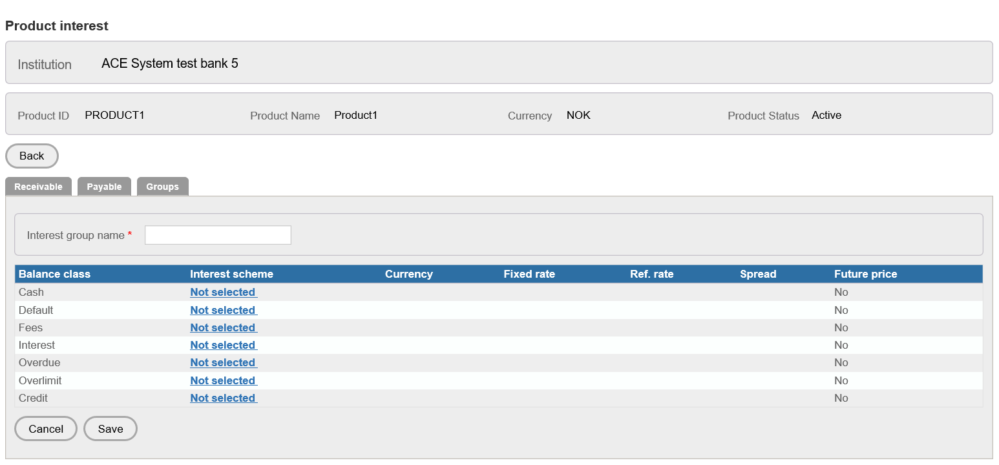 Product interest
Institution ACE System test bank 5
Product ID PRODUCT1 Product Name Product1 Currency NOK Product Status Active
Back
Receivable Payable Groups
Interest group name *
Balance class Interest scheme Currency Fixed rate Ref. rate Spread Future price
Cash Not selected No
Default Not selected No
Fees Not selected No
Interest Not selected No
Overdue Not selected No
Overlimit Not selected No
Credit Not selected No
Cancel Save